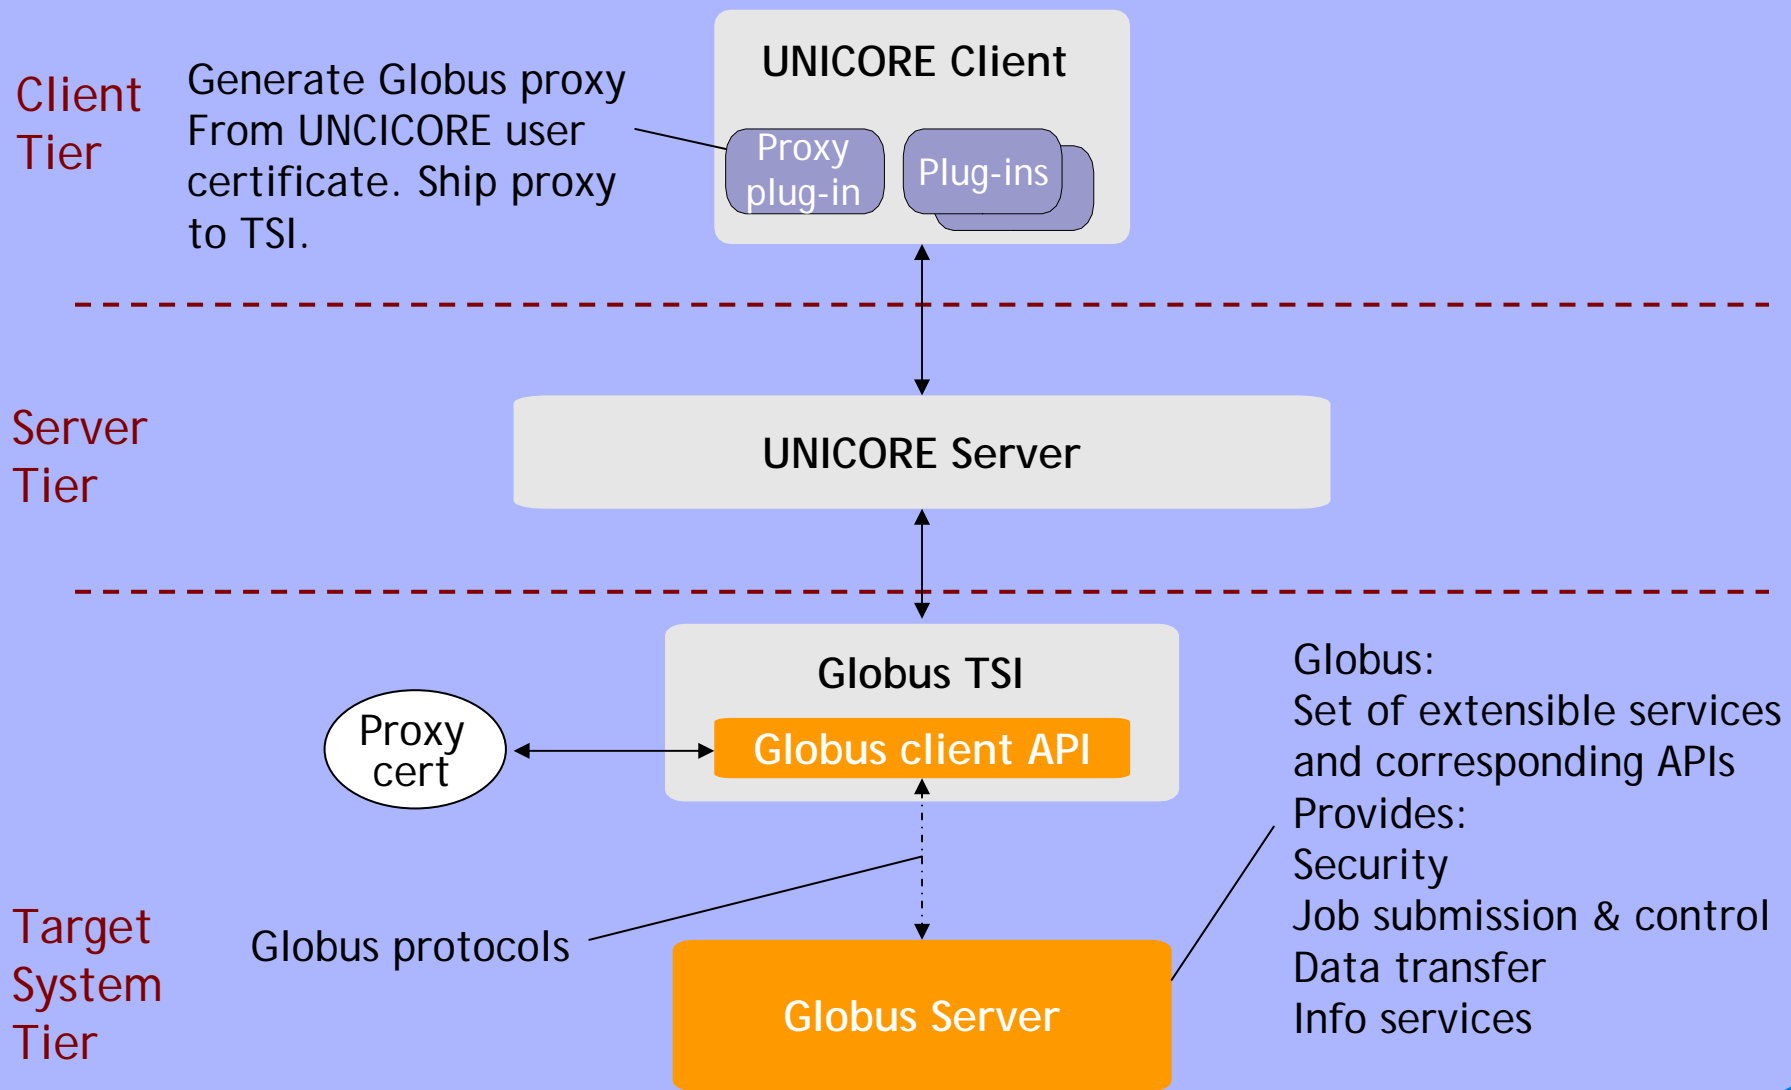 UNICORE Client
Client
Tier
Generate Globus proxy
From UNCICORE user
certificate. Ship proxy
to TSI.
Proxy
plug-in
Plug-ins
Server
Tier
UNICORE Server
Globus TSI
Globus client API
Proxy
cert
Globus:
Set of extensible services
and corresponding APIs
Provides:
Security
Job submission & control
Data transfer
Info services
Target
System
Tier
Globus protocols
Globus Server